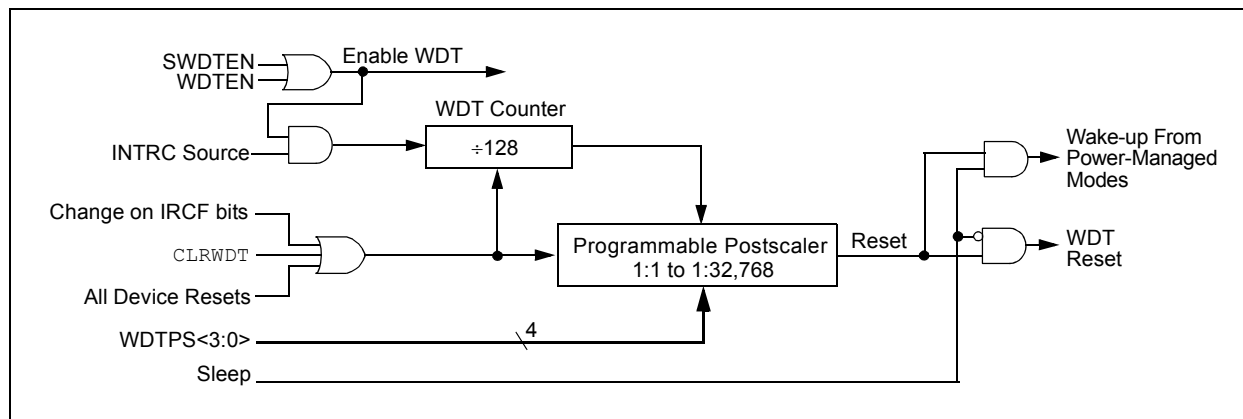 SWDTEN
WDTEN
Enable WDT
WDT Counter
÷128
INTRC Source
Wake-up From
Power-Managed
Modes
Change on IRCF bits
CLRWDT
All Device Resets
Programmable Postscaler
1:1 to 1:32,768
Reset
WDT
Reset
WDTPS<3:0>
4
Sleep